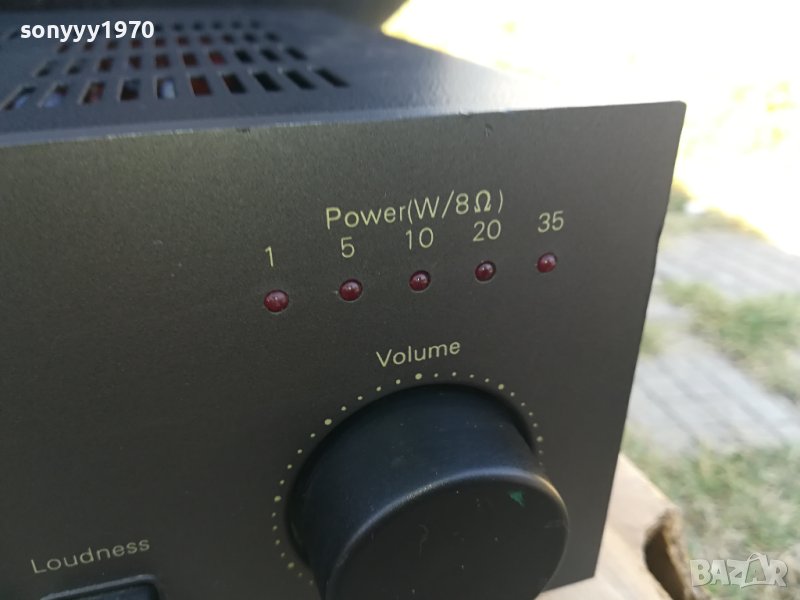 sonyyy1970
Power(W/8Ω)
1 5 10 20 35
Volume
Loudness
BAZAR